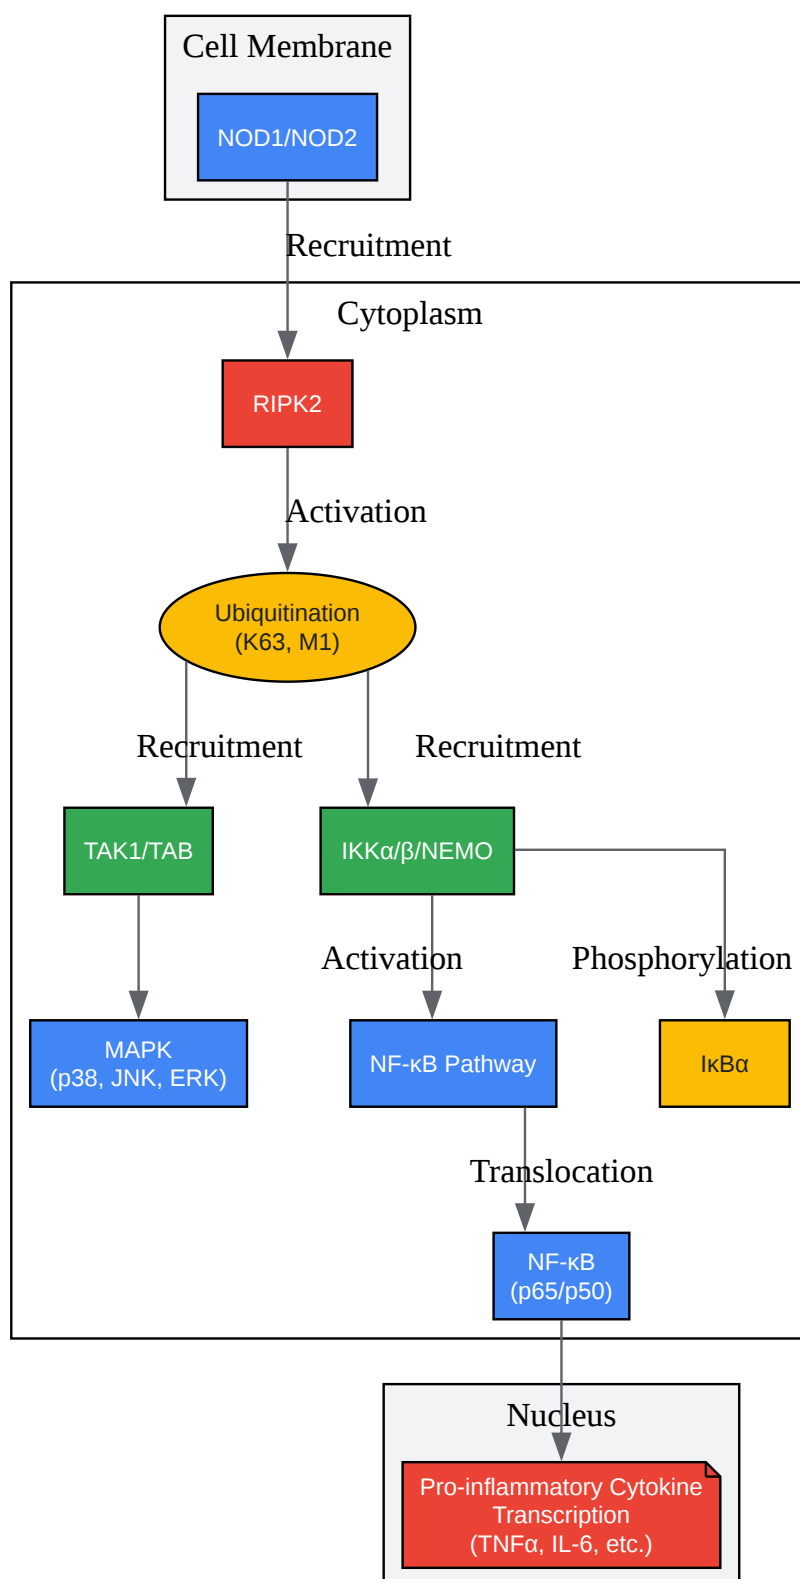 Cell Membrane
NOD1/NOD2
Recruitment
Cytoplasm
RIPK2
Activation
Ubiquitination
(K63, M1)
Recruitment
Recruitment
TAK1/TAB
IKKα/β/NEMO
Activation
Phosphorylation
MAPK
(p38, JNK, ERK)
NF-κB Pathway
IκBα
Translocation
NF-κB
(p65/p50)
Nucleus
Pro-inflammatory Cytokine
Transcription
(TNFα, IL-6, etc.)